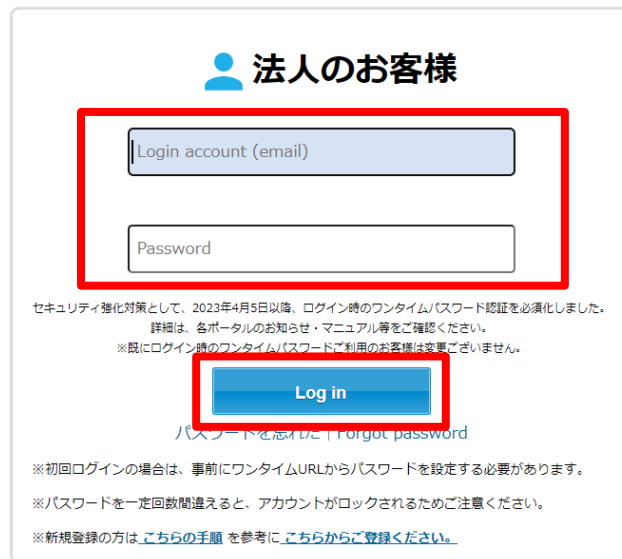 法人のお客様
Login account (email)
Password
セキュリティ強化対策として、2023年4月5日以降、ログイン時のワンタイムパスワード認証を必須化しました。
詳細は、各ポータルのお知らせ・マニュアル等をご確認ください。
※既にログイン時のワンタイムパスワードご利用のお客様は変更ございません。
Log in
パスワードを忘れた | Forgot password
※初回ログインの場合は、事前にワンタイムURLからパスワードを設定する必要があります。
※パスワードを一定回数間違えると、アカウントがロックされるためご注意ください。
※新規登録の方は こちらの手順 を参考に こちらからご登録ください。